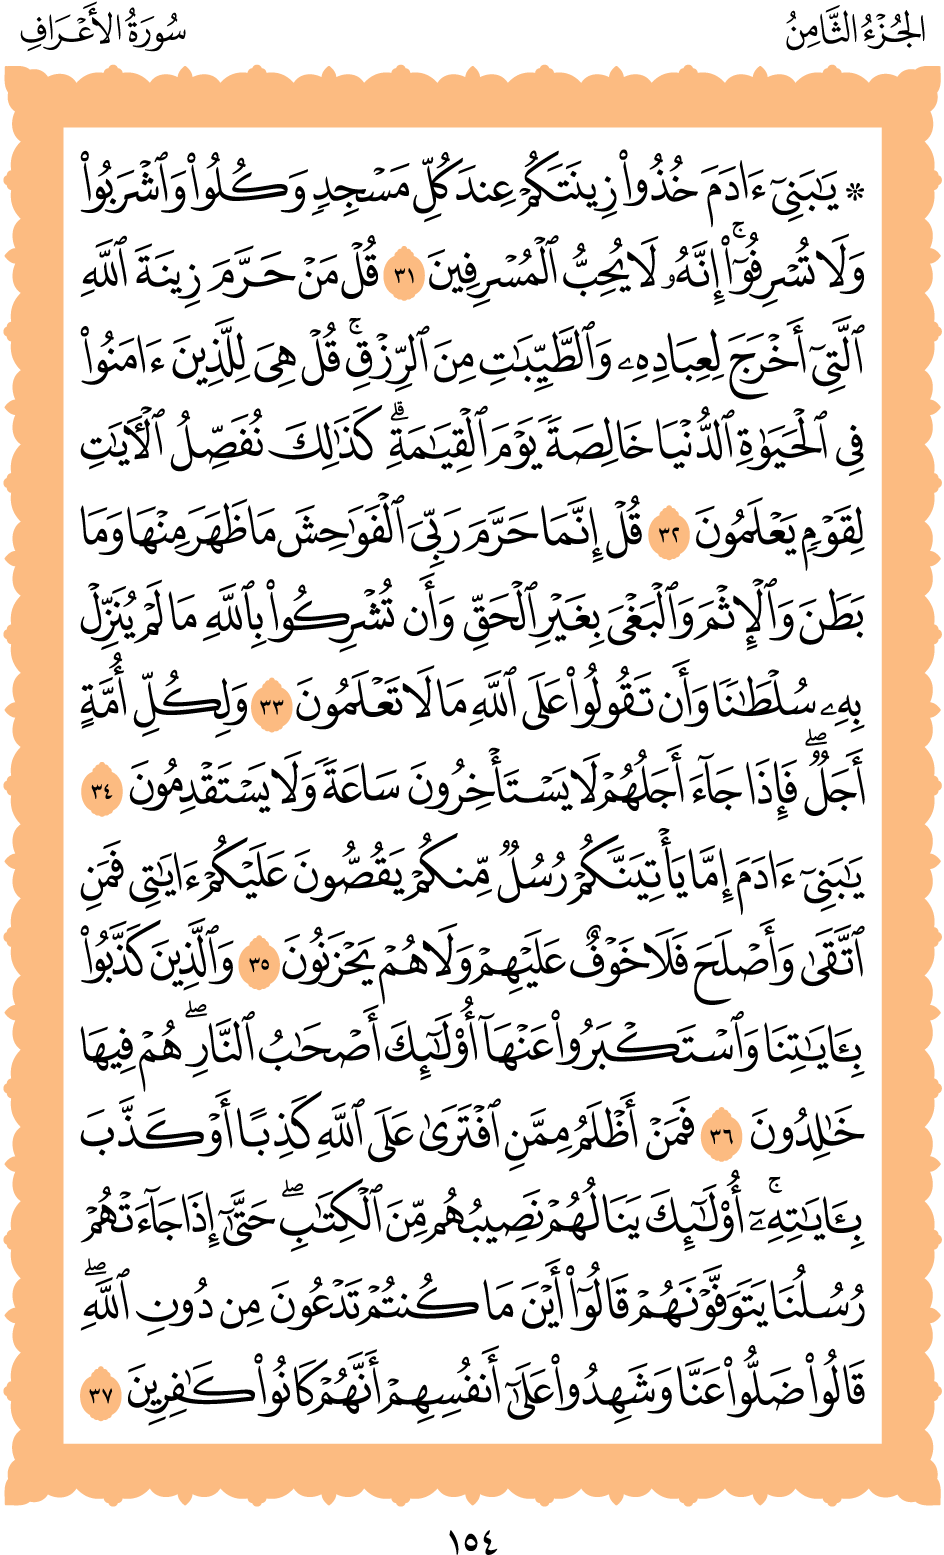 الجُزْءُ الثَّامِنُ
سُورَةُ الأَعْرَافِ
* يَٰبَنِيٓ ءَادَمَ خُذُواْ زِينَتَكُمۡ عِندَ كُلِّ مَسۡجِدٖ وَكُلُواْ وَٱشۡرَبُواْ
وَلَا تُسۡرِفُوٓاْۚ إِنَّهُۥ لَا يُحِبُّ ٱلۡمُسۡرِفِينَ ٣١ قُلۡ مَنۡ حَرَّمَ زِينَةَ ٱللَّهِ
ٱلَّتِيٓ أَخۡرَجَ لِعِبَادِهِۦ وَٱلطَّيِّبَٰتِ مِنَ ٱلرِّزۡقِۚ قُلۡ هِيَ لِلَّذِينَ ءَامَنُواْ
فِي ٱلۡحَيَوٰةِ ٱلدُّنۡيَا خَالِصَةٗ يَوۡمَ ٱلۡقِيَٰمَةِۗ كَذَٰلِكَ نُفَصِّلُ ٱلۡأٓيَٰتِ
لِقَوۡمٖ يَعۡلَمُونَ ٣٢ قُلۡ إِنَّمَا حَرَّمَ رَبِّيَ ٱلۡفَوَٰحِشَ مَا ظَهَرَ مِنۡهَا وَمَا
بَطَنَ وَٱلۡإِثۡمَ وَٱلۡبَغۡيَ بِغَيۡرِ ٱلۡحَقِّ وَأَن تُشۡرِكُواْ بِٱللَّهِ مَا لَمۡ يُنَزِّلۡ
بِهِۦ سُلۡطَٰنٗا وَأَن تَقُولُواْ عَلَى ٱللَّهِ مَا لَا تَعۡلَمُونَ ٣٣ وَلِكُلِّ أُمَّةٍ
أَجَلٞۖ فَإِذَا جَآءَ أَجَلُهُمۡ لَا يَسۡتَأۡخِرُونَ سَاعَةٗ وَلَا يَسۡتَقۡدِمُونَ ٣٤
يَٰبَنِيٓ ءَادَمَ إِمَّا يَأۡتِيَنَّكُمۡ رُسُلٞ مِّنكُمۡ يَقُصُّونَ عَلَيۡكُمۡ ءَايَٰتِي فَمَنِ
ٱتَّقَىٰ وَأَصۡلَحَ فَلَا خَوۡفٌ عَلَيۡهِمۡ وَلَا هُمۡ يَحۡزَنُونَ ٣٥ وَٱلَّذِينَ كَذَّبُواْ
بِـَٔايَٰتِنَا وَٱسۡتَكۡبَرُواْ عَنۡهَآ أُوْلَٰٓئِكَ أَصۡحَٰبُ ٱلنَّارِۖ هُمۡ فِيهَا
خَٰلِدُونَ ٣٦ فَمَنۡ أَظۡلَمُ مِمَّنِ ٱفۡتَرَىٰ عَلَى ٱللَّهِ كَذِبًا أَوۡ كَذَّبَ
بِـَٔايَٰتِهِۦٓۚ أُوْلَٰٓئِكَ يَنَالُهُمۡ نَصِيبُهُم مِّنَ ٱلۡكِتَٰبِۖ حَتَّىٰٓ إِذَا جَآءَتۡهُمۡ
رُسُلُنَا يَتَوَفَّوۡنَهُمۡ قَالُوٓاْ أَيۡنَ مَا كُنتُمۡ تَدۡعُونَ مِن دُونِ ٱللَّهِۖ
قَالُواْ ضَلُّواْ عَنَّا وَشَهِدُواْ عَلَىٰٓ أَنفُسِهِمۡ أَنَّهُمۡ كَانُواْ كَٰفِرِينَ ٣٧
١٥٤